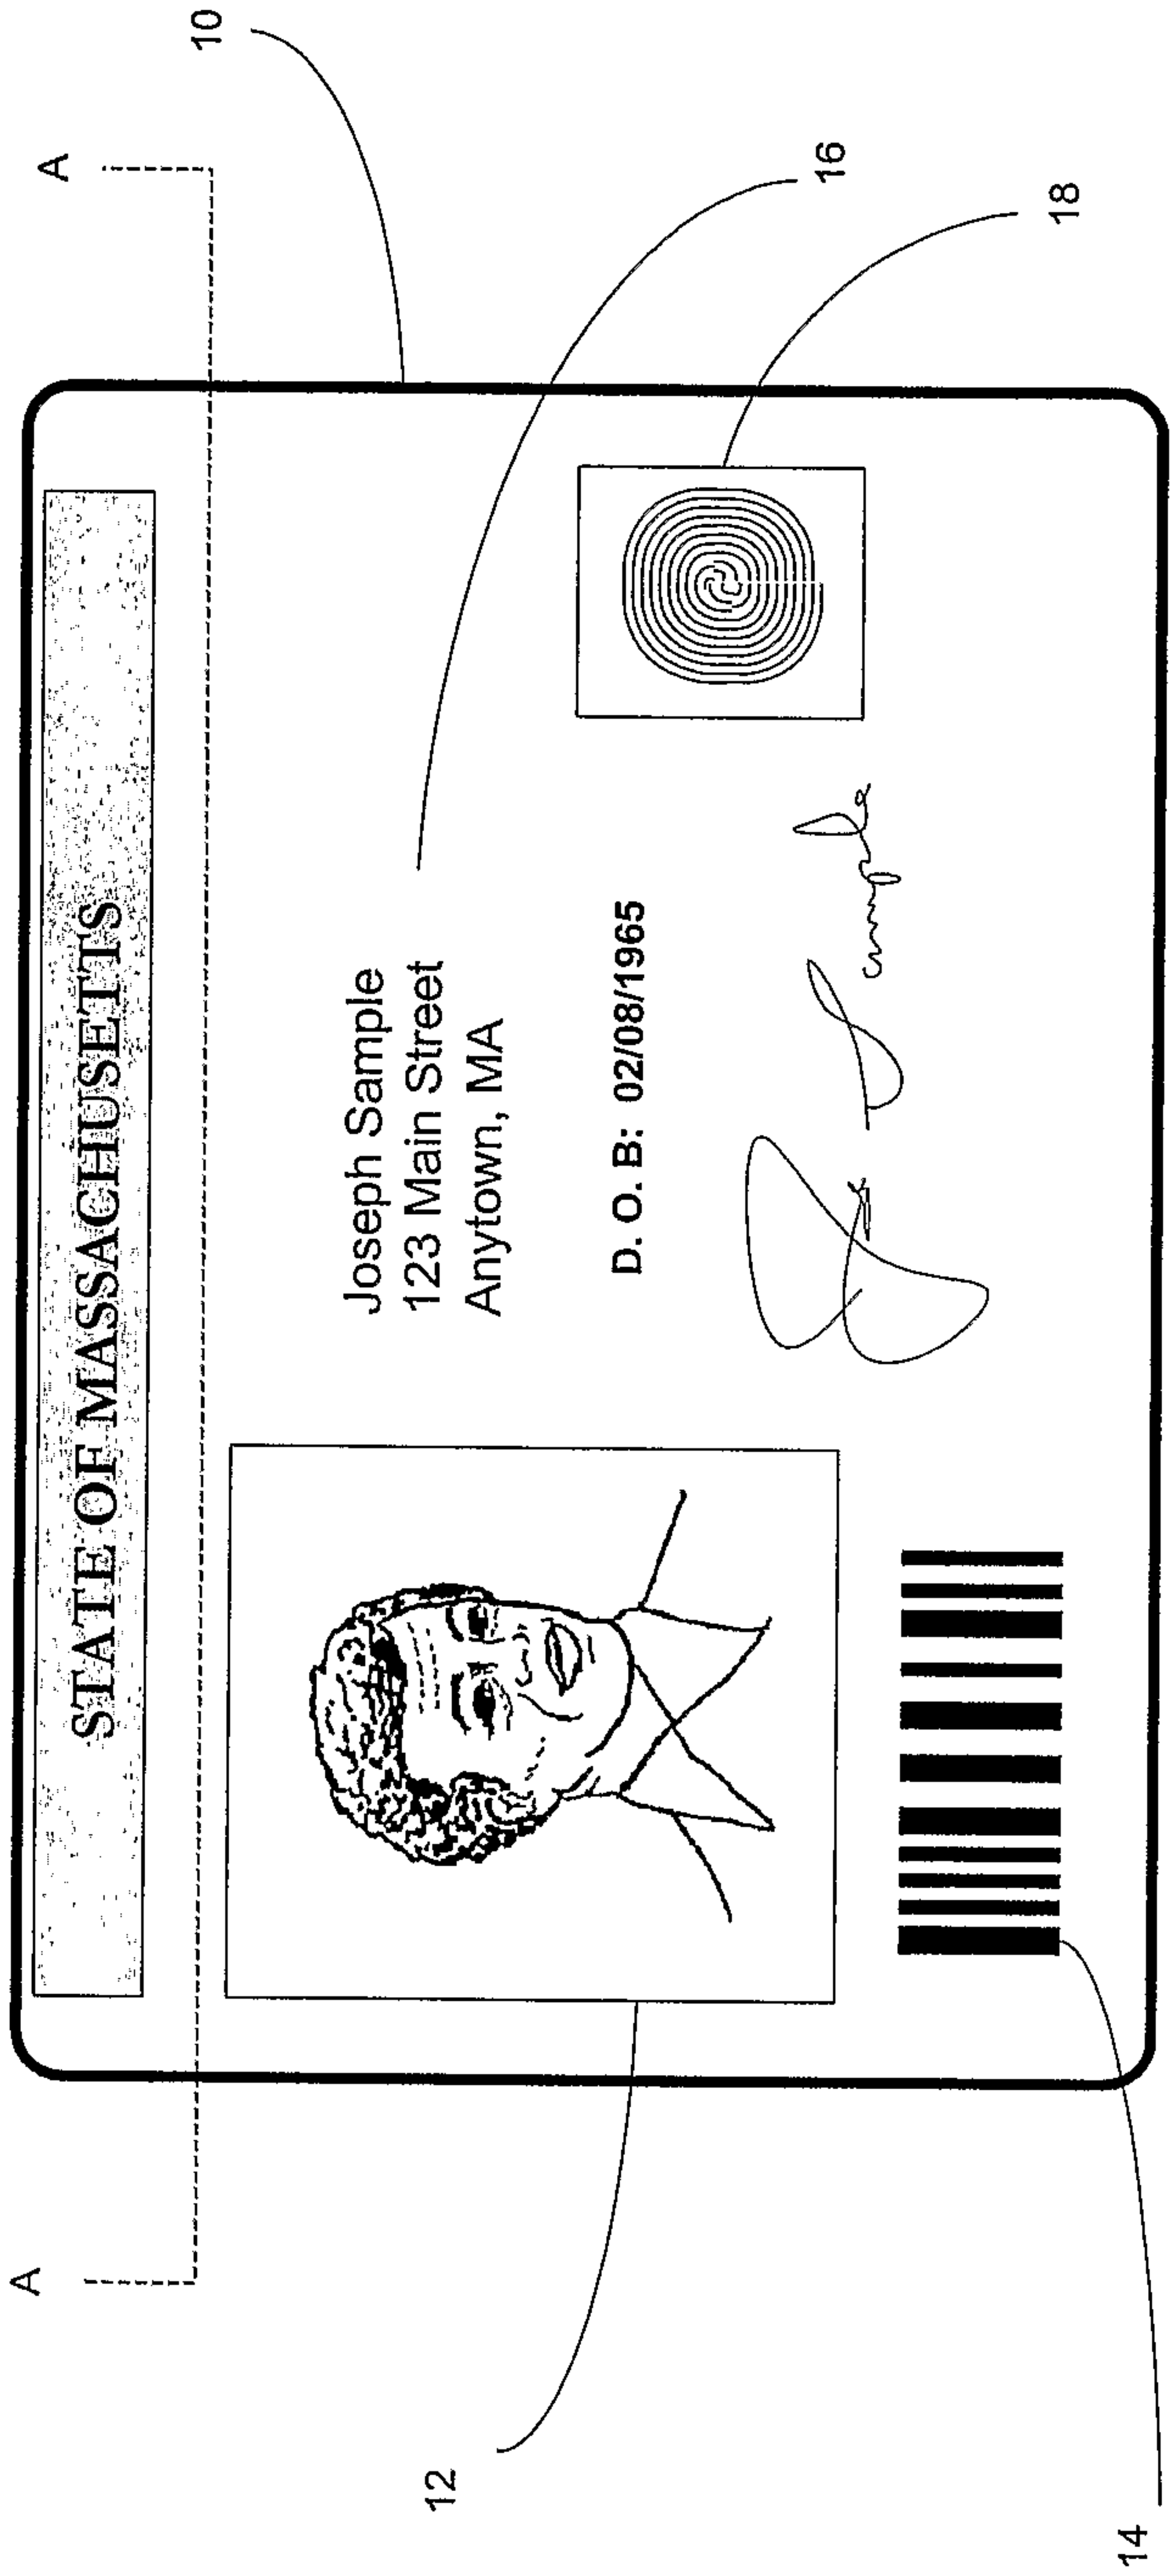 A
A
10
STATE OF MASSACHUSETTS
Joseph Sample
123 Main Street
Anytown, MA
16
D. O. B: 02/08/1965
18
12
14